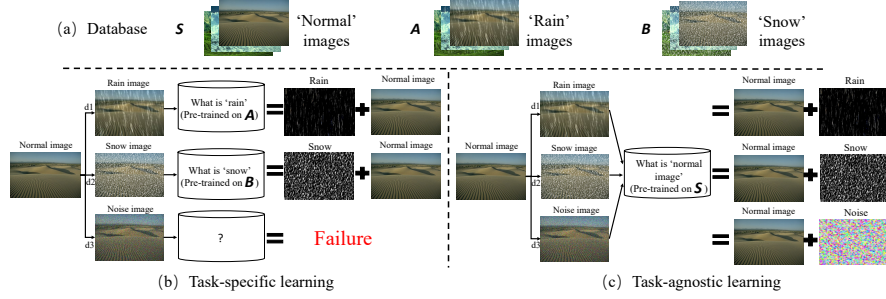 (a) Database
S
'Normal' images
A
'Rain' images
B
'Snow' images
Rain image
Normal image
d1
d2
d3
What is 'rain'
(Pre-trained on A)
=
Rain
+
Normal image
Snow image
What is 'snow'
(Pre-trained on B)
=
Snow
+
Normal image
Noise image
?
=
Failure
(b) Task-specific learning
Rain image
Normal image
d1
d2
d3
Snow image
Noise image
What is 'normal
image'
(Pre-trained on S)
=
Normal image
+
Rain
=
Normal image
+
Snow
=
Normal image
+
Noise
(c) Task-agnostic learning